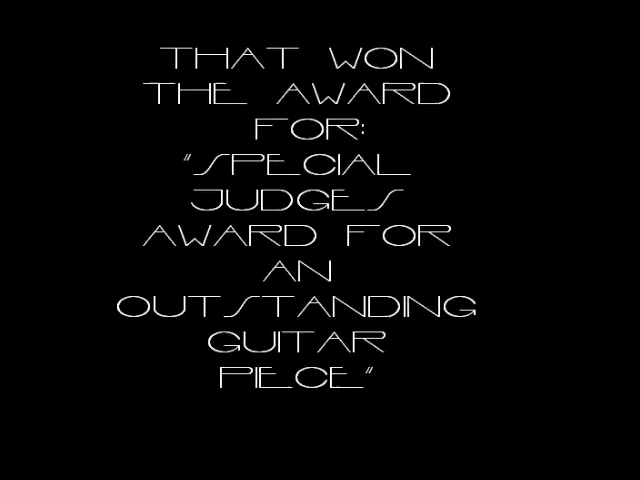 THAT WON
THE AWARD
FOR:
"SPECIAL
JUDGES
AWARD FOR
AN
OUTSTANDING
GUITAR
PIECE"